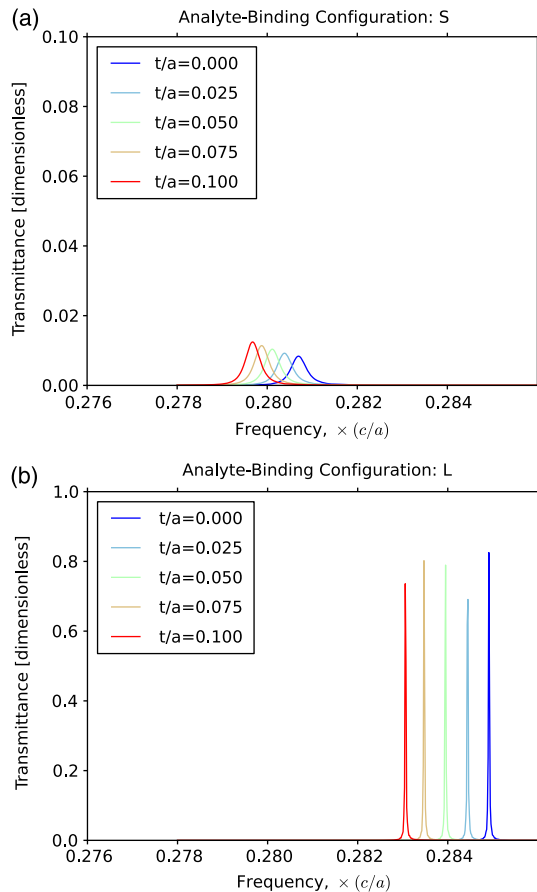 (a)
Analyte-Binding Configuration: S
Transmittance [dimensionless]
0.10
0.08
0.06
0.04
0.02
0.00
t/a=0.000
t/a=0.025
t/a=0.050
t/a=0.075
t/a=0.100
0.276 0.278 0.280 0.282 0.284
Frequency, × (c/a)
(b)
Analyte-Binding Configuration: L
Transmittance [dimensionless]
1.0
0.8
0.6
0.4
0.2
0.0
t/a=0.000
t/a=0.025
t/a=0.050
t/a=0.075
t/a=0.100
0.276 0.278 0.280 0.282 0.284
Frequency, × (c/a)